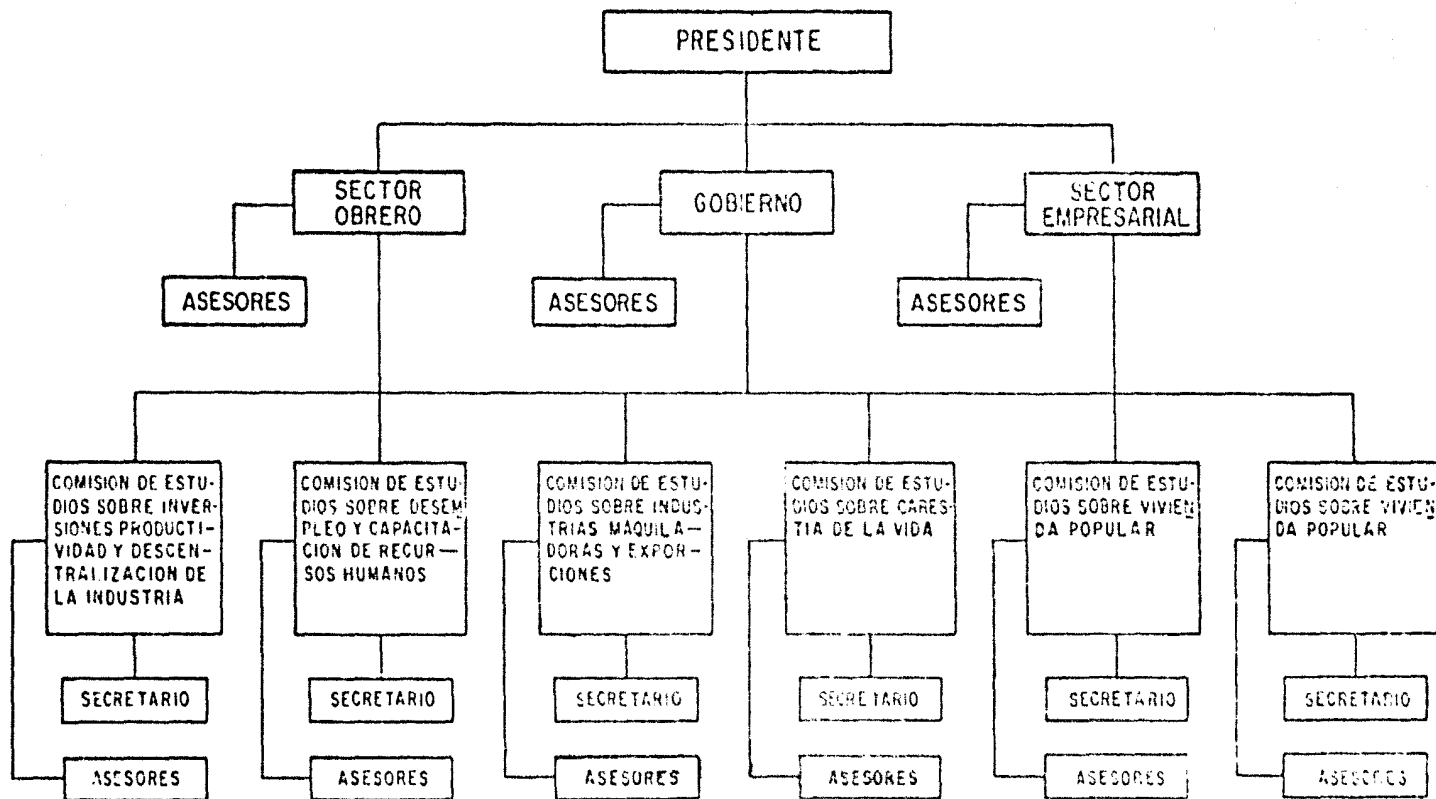 PRESIDENTE
SECTOR
OBRERO
GOBIERNO
SECTOR
EMPRESARIAL
ASESORES
ASESORES
ASESORES
COMISION DE ESTU-
DIOS SOBRE INVER-
SIONES PRODUCTI-
VIDAD Y DESCEN-
TRALIZACION DE
LA INDUSTRIA
COMISION DE ESTU-
DIOS SOBRE DESEM
PLEO Y CAPACITA-
CION DE RECUR—
SOS HUMANOS
COMISION DE ESTU-
DIOS SOBRE INDUS-
TRIAS MAQUILA—
DORAS Y EXPOR—
CIONES
COMISION DE ESTU-
DIOS SOBRE CARES-
TIA DE LA VIDA
COMISION DE ESTU-
DIOS SOBRE VIVIEN
DA POPULAR
COMISION DE ESTU-
DIOS SOBRE VIVIEN
DA POPULAR
SECRETARIO
SECRETARIO
SECRETARIO
SECRETARIO
SECRETARIO
SECRETARIO
ASESORES
ASESORES
ASESORES
ASESORES
ASESORES
ASESORES